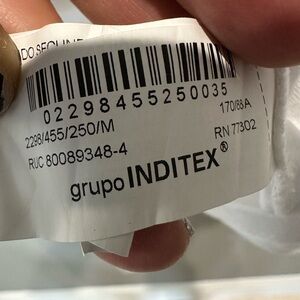 02298455250035
2298/455/250/M 170/88A
RUC 80089348-4 RN 77302
grupo INDITEX®